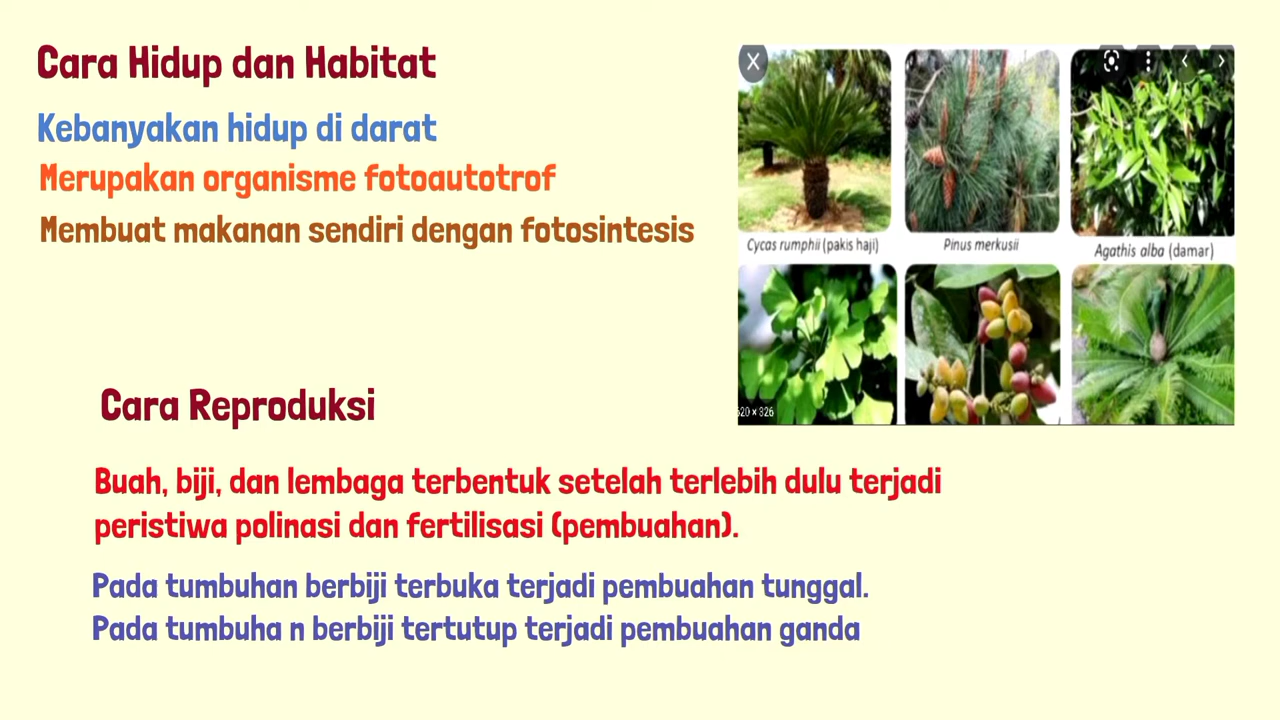 Cara Hidup dan Habitat
Kebanyakan hidup di darat
Merupakan organisme fotoautotrof
Membuat makanan sendiri dengan fotosintesis
Cycas rumphii (pakis haji)
Pinus merkusii
Agathis alba (damar)
520 × 326
Cara Reproduksi
Buah, biji, dan lembaga terbentuk setelah terlebih dulu terjadi
peristiwa polinasi dan fertilisasi (pembuahan).
Pada tumbuhan berbiji terbuka terjadi pembuahan tunggal.
Pada tumbuha n berbiji tertutup terjadi pembuahan ganda